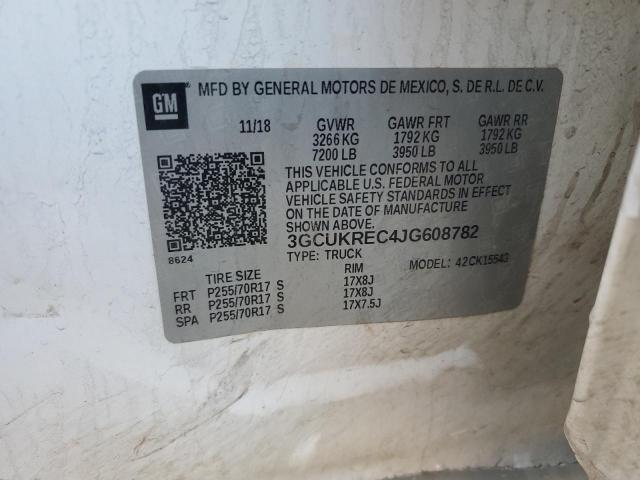 GM MFD BY GENERAL MOTORS DE MEXICO, S. DE R.L. DE C.V.
11/18 GVWR GAWR FRT GAWR RR
3266 KG 1792 KG 1792 KG
7200 LB 3950 LB 3950 LB
THIS VEHICLE CONFORMS TO ALL
APPLICABLE U.S. FEDERAL MOTOR
VEHICLE SAFETY STANDARDS IN EFFECT
ON THE DATE OF MANUFACTURE SHOWN ABOVE.
3GCUKREC4JG608782
8624
TYPE: TRUCK MODEL: 42CK15543
TIRE SIZE RIM
FRT P255/70R17 S 17X8J
RR P255/70R17 S 17X8J
SPA P255/70R17 S 17X7.5J